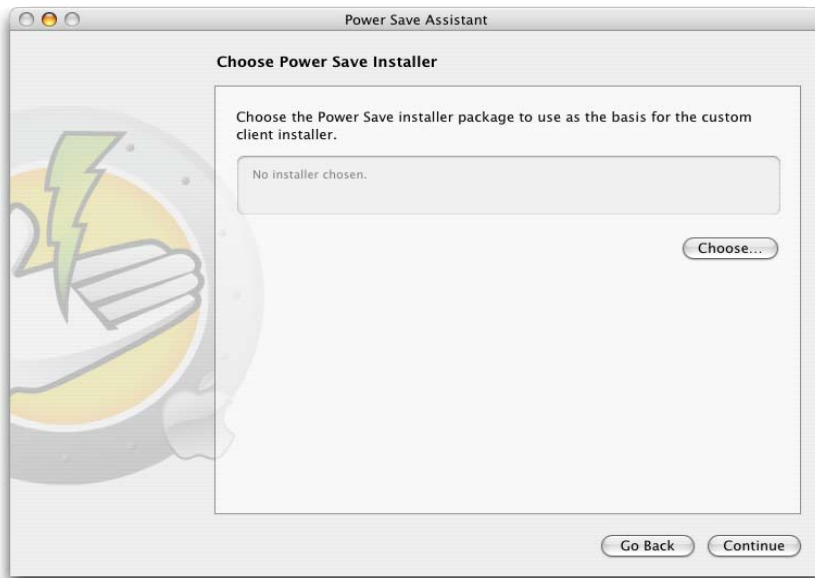 Power Save Assistant
Choose Power Save Installer
Choose the Power Save installer package to use as the basis for the custom
client installer.
No installer chosen.
Choose...
Go Back
Continue